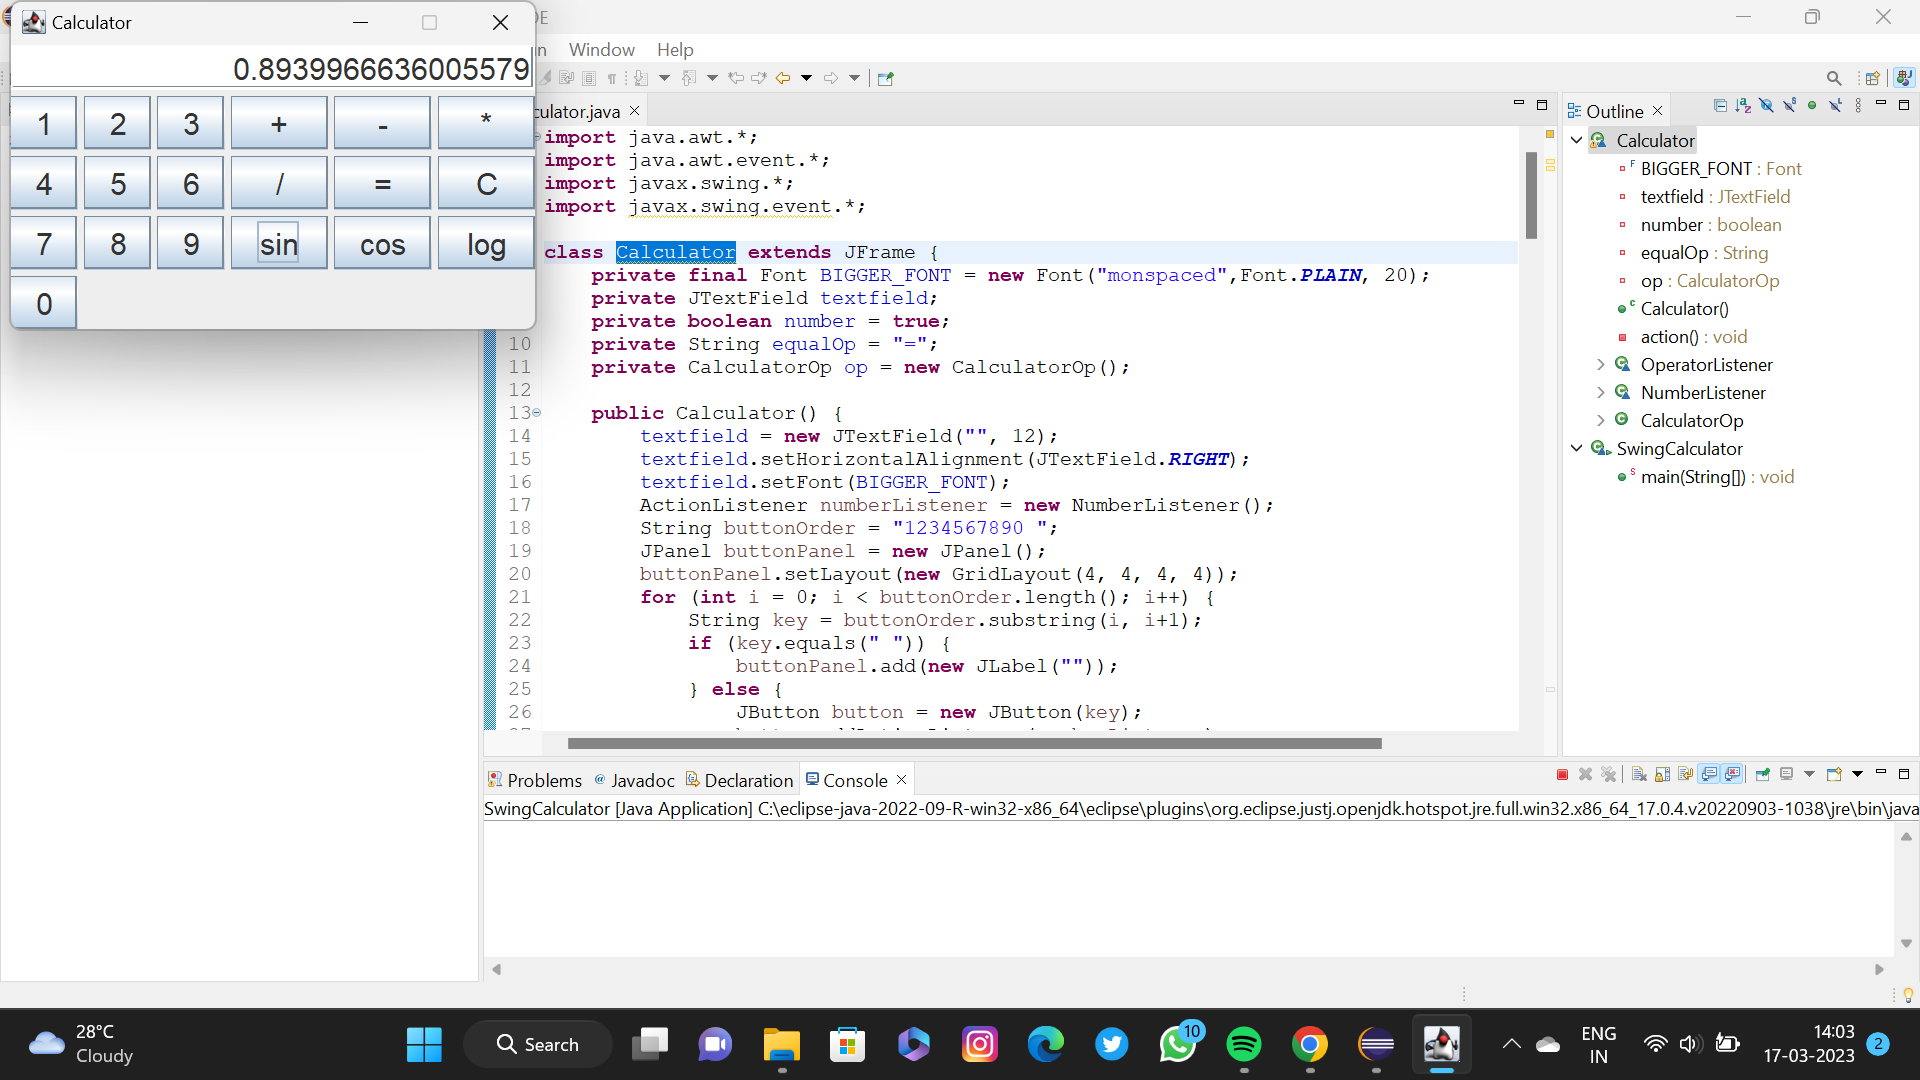 Calculator
DE
0.8939966636005579
1 2 3 + - *
4 5 6 / = C
7 8 9 sin cos log
0
n Window Help
culator.java
import java.awt.*;
import java.awt.event.*;
import javax.swing.*;
import javax.swing.event.*;
class Calculator extends JFrame {
private final Font BIGGER_FONT = new Font("monspaced",Font.PLAIN, 20);
private JTextField textfield;
private boolean number = true;
10 private String equalOp = "=";
11 private CalculatorOp op = new CalculatorOp();
12
13 public Calculator() {
14 textfield = new JTextField("", 12);
15 textfield.setHorizontalAlignment(JTextField.RIGHT);
16 textfield.setFont(BIGGER_FONT);
17 ActionListener numberListener = new NumberListener();
18 String buttonOrder = "1234567890 ";
19 JPanel buttonPanel = new JPanel();
20 buttonPanel.setLayout(new GridLayout(4, 4, 4, 4));
21 for (int i = 0; i < buttonOrder.length(); i++) {
22 String key = buttonOrder.substring(i, i+1);
23 if (key.equals(" ")) {
24 buttonPanel.add(new JLabel(""));
25 } else {
26 JButton button = new JButton(key);
Outline
Calculator
BIGGER_FONT : Font
textfield : JTextField
number : boolean
equalOp : String
op : CalculatorOp
Calculator()
action() : void
OperatorListener
NumberListener
CalculatorOp
SwingCalculator
main(String[]) : void
Problems @ Javadoc Declaration Console
SwingCalculator [Java Application] C:\eclipse-java-2022-09-R-win32-x86_64\eclipse\plugins\org.eclipse.justj.openjdk.hotspot.jre.full.win32.x86_64_17.0.4.v20220903-1038\jre\bin\java
28°C
Cloudy
Search
10
ENG
IN
14:03
17-03-2023
2